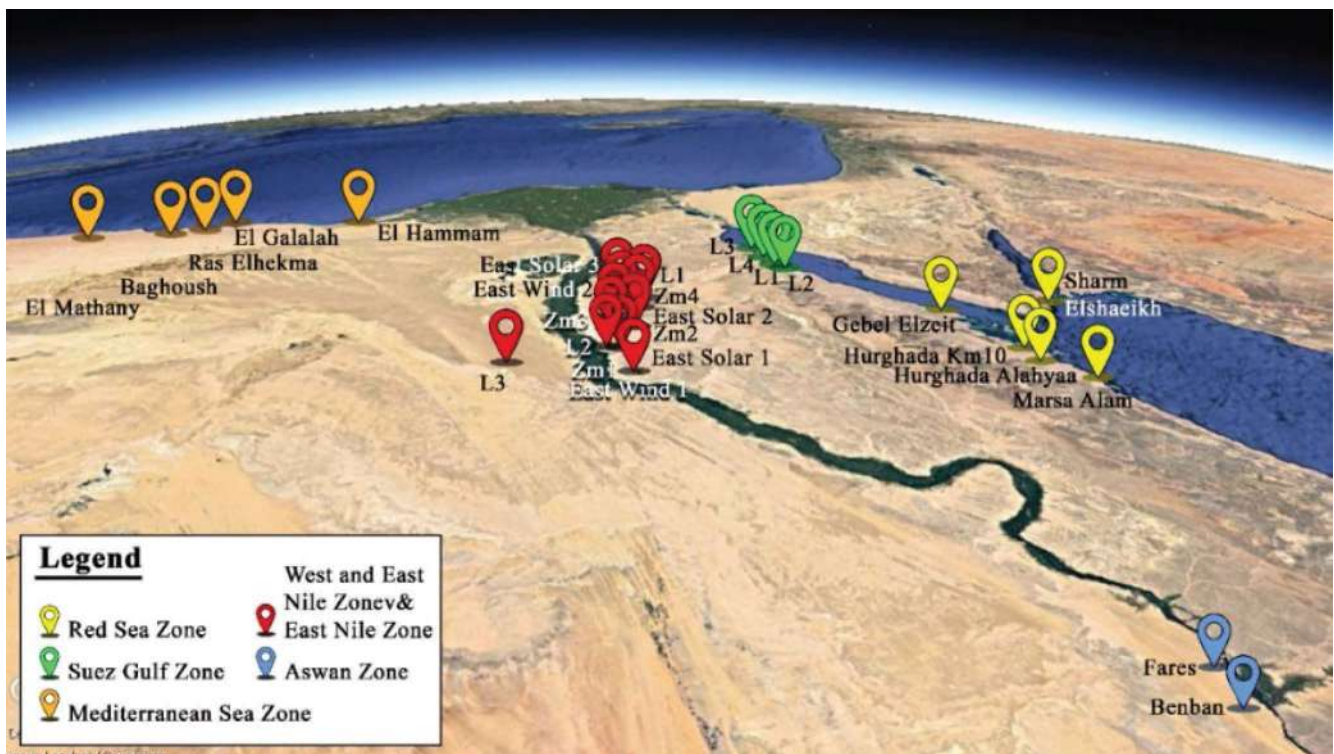 El Galalah
El Hammam
Ras Elhekma
Baghoush
El Mathany
East Solar 3
L1
East Wind 2
Zm4
East Solar 2
Zm3
Zm2
L2
East Solar 1
Zm1
East Wind 1
L3
L3
L4
L1
L2
Sharm
Elshaeikh
Gebel Elzeit
Hurghada Km10
Hurghada Alahyaa
Marsa Alam
Fares
Benban
Legend
Red Sea Zone
Suez Gulf Zone
Mediterranean Sea Zone
West and East
Nile Zonev&
East Nile Zone
Aswan Zone